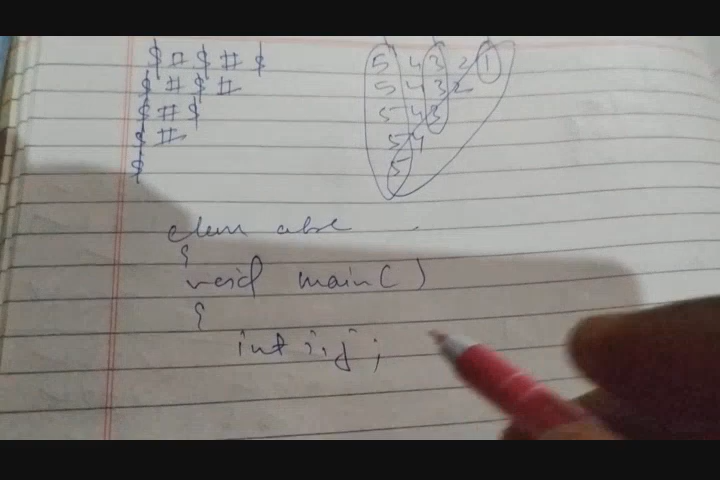 $ # $ # $ 5 4 3 2 1
$ # $ # 5 4 3 2
$ # $ 5 4 3
$ # 5 4
$ 5
class abc
{
void main()
{
int i,j;